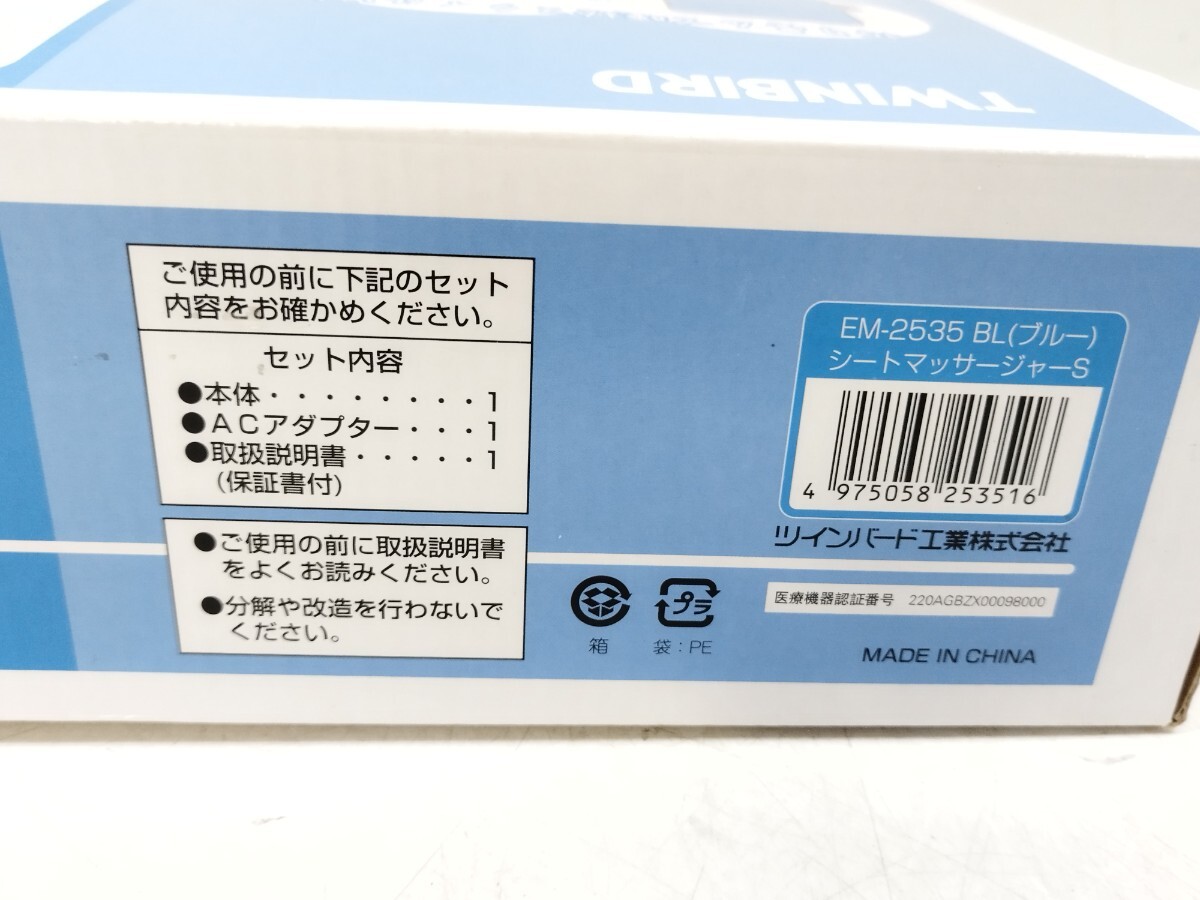 TWINBIRD
ご使用の前に下記のセット
内容をお確かめください。
セット内容
●本体・・・・・・・・1
●ACアダプター・・・1
●取扱説明書・・・・・1
(保証書付)
●ご使用の前に取扱説明書
をよくお読みください。
●分解や改造を行わないで
ください。
EM-2535 BL(ブルー)
シートマッサージャーS
4 975058 253516
ツインバード工業株式会社
プラ
箱
袋:PE
医療機器認証番号 220AGBZX00098000
MADE IN CHINA